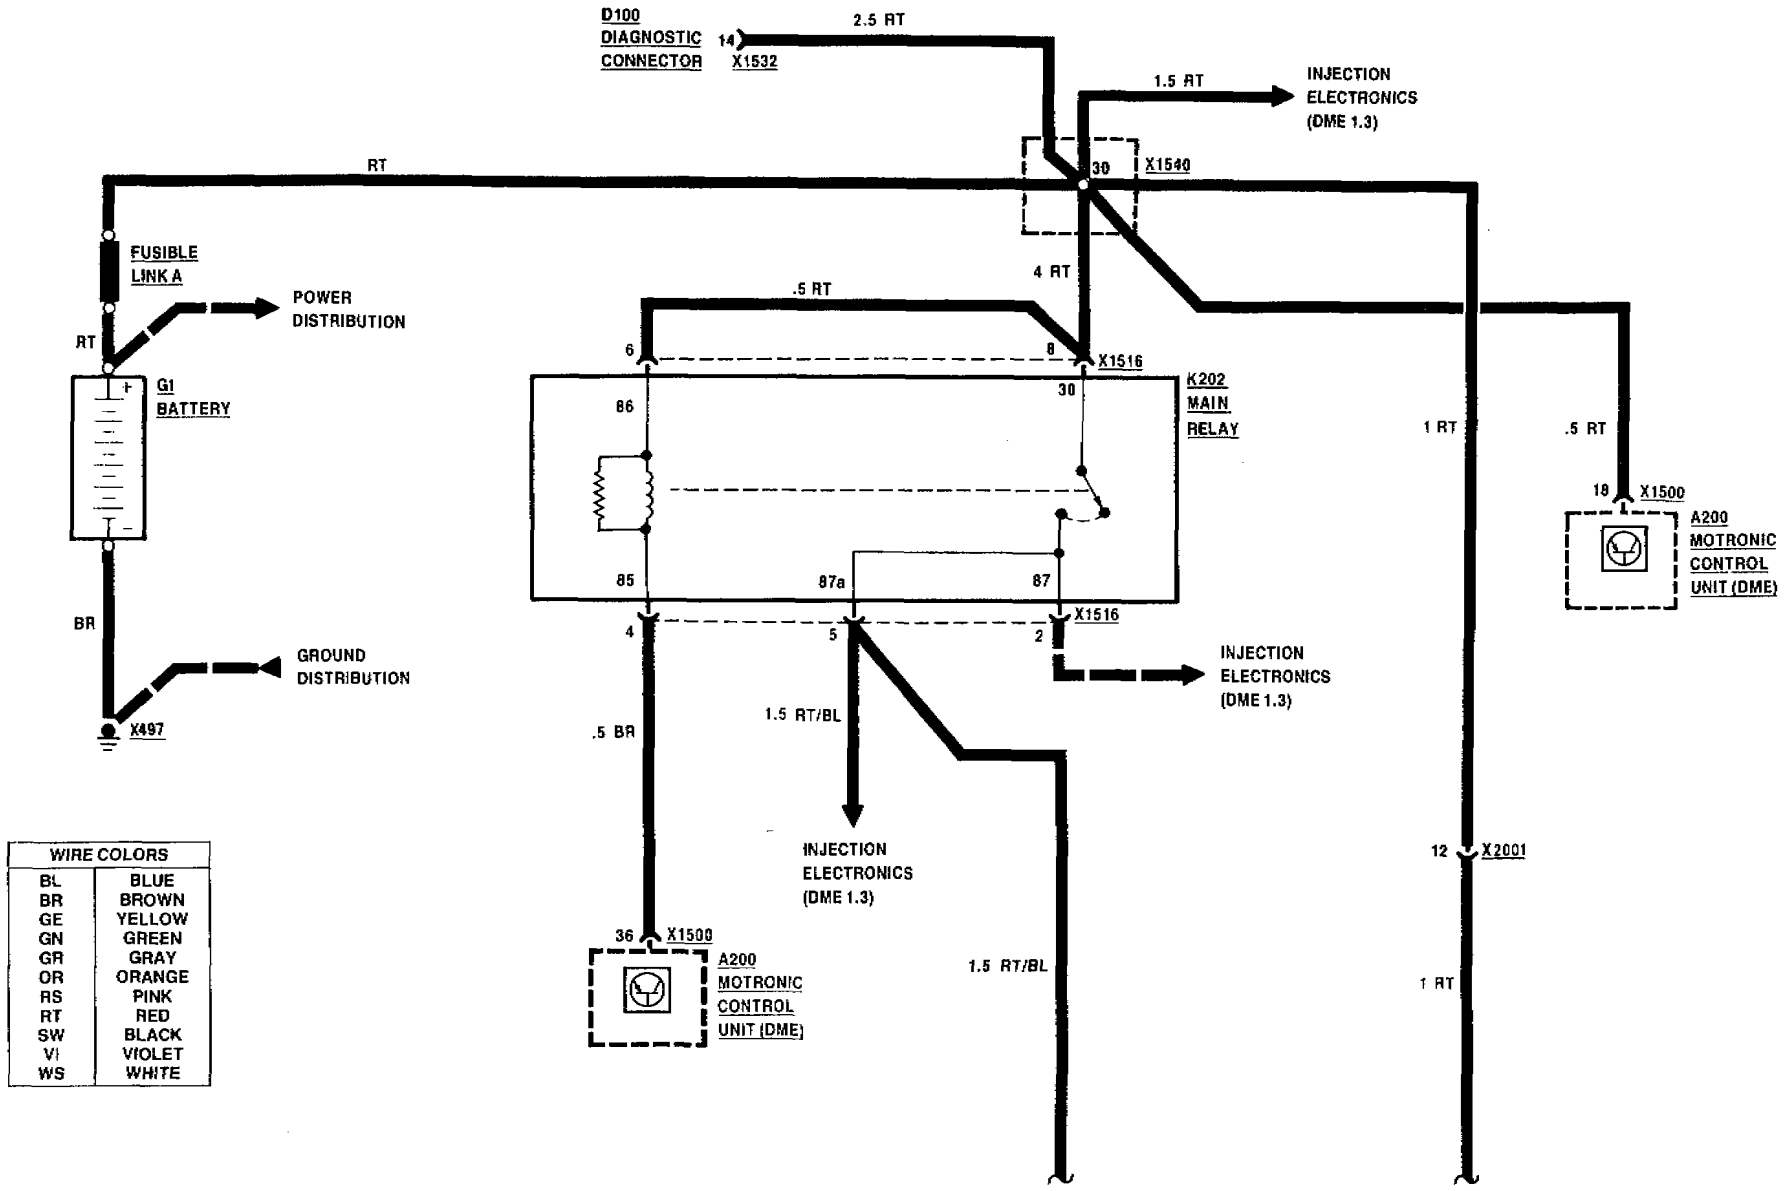 D100
DIAGNOSTIC
CONNECTOR
14
X1532
2.5 RT
1.5 RT
INJECTION
ELECTRONICS
(DME 1.3)
RT
30
X1540
FUSIBLE
LINK A
POWER
DISTRIBUTION
RT
4 RT
.5 RT
6
8
X1516
G1
BATTERY
+
-
86
30
K202
MAIN
RELAY
1 RT
.5 RT
18
X1500
A200
MOTRONIC
CONTROL
UNIT (DME)
85
87a
87
4
5
2
X1516
BR
GROUND
DISTRIBUTION
X497
INJECTION
ELECTRONICS
(DME 1.3)
.5 BR
1.5 RT/BL
INJECTION
ELECTRONICS
(DME 1.3)
12
X2001
36
X1500
A200
MOTRONIC
CONTROL
UNIT (DME)
1.5 RT/BL
1 RT
WIRE COLORS
BL BLUE
BR BROWN
GE YELLOW
GN GREEN
GR GRAY
OR ORANGE
RS PINK
RT RED
SW BLACK
VI VIOLET
WS WHITE